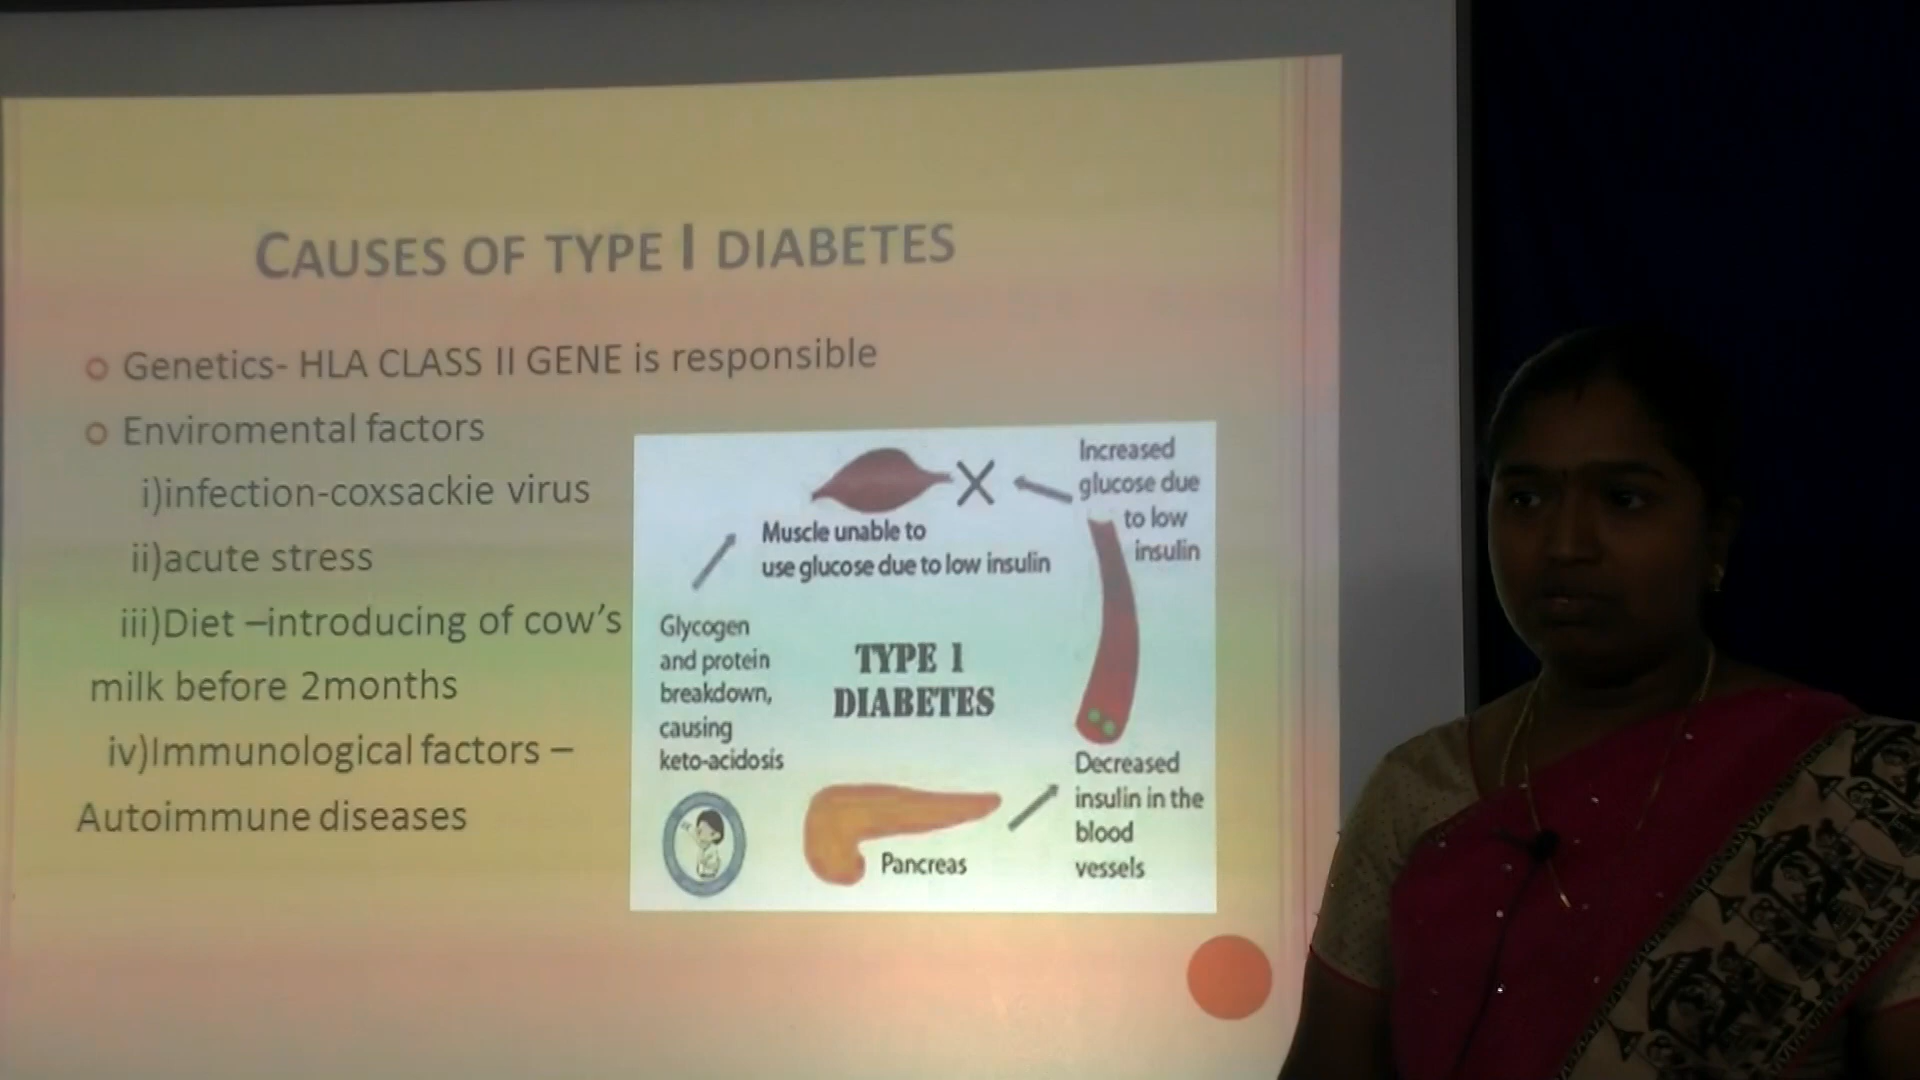 CAUSES OF TYPE I DIABETES
Genetics- HLA CLASS II GENE is responsible
Enviromental factors
i)infection-coxsackie virus
ii)acute stress
iii)Diet –introducing of cow's
milk before 2months
iv)Immunological factors –
Autoimmune diseases
Increased
glucose due
to low
insulin
Muscle unable to
use glucose due to low insulin
Glycogen
and protein
breakdown,
causing
keto-acidosis
TYPE 1
DIABETES
Decreased
insulin in the
blood
vessels
Pancreas